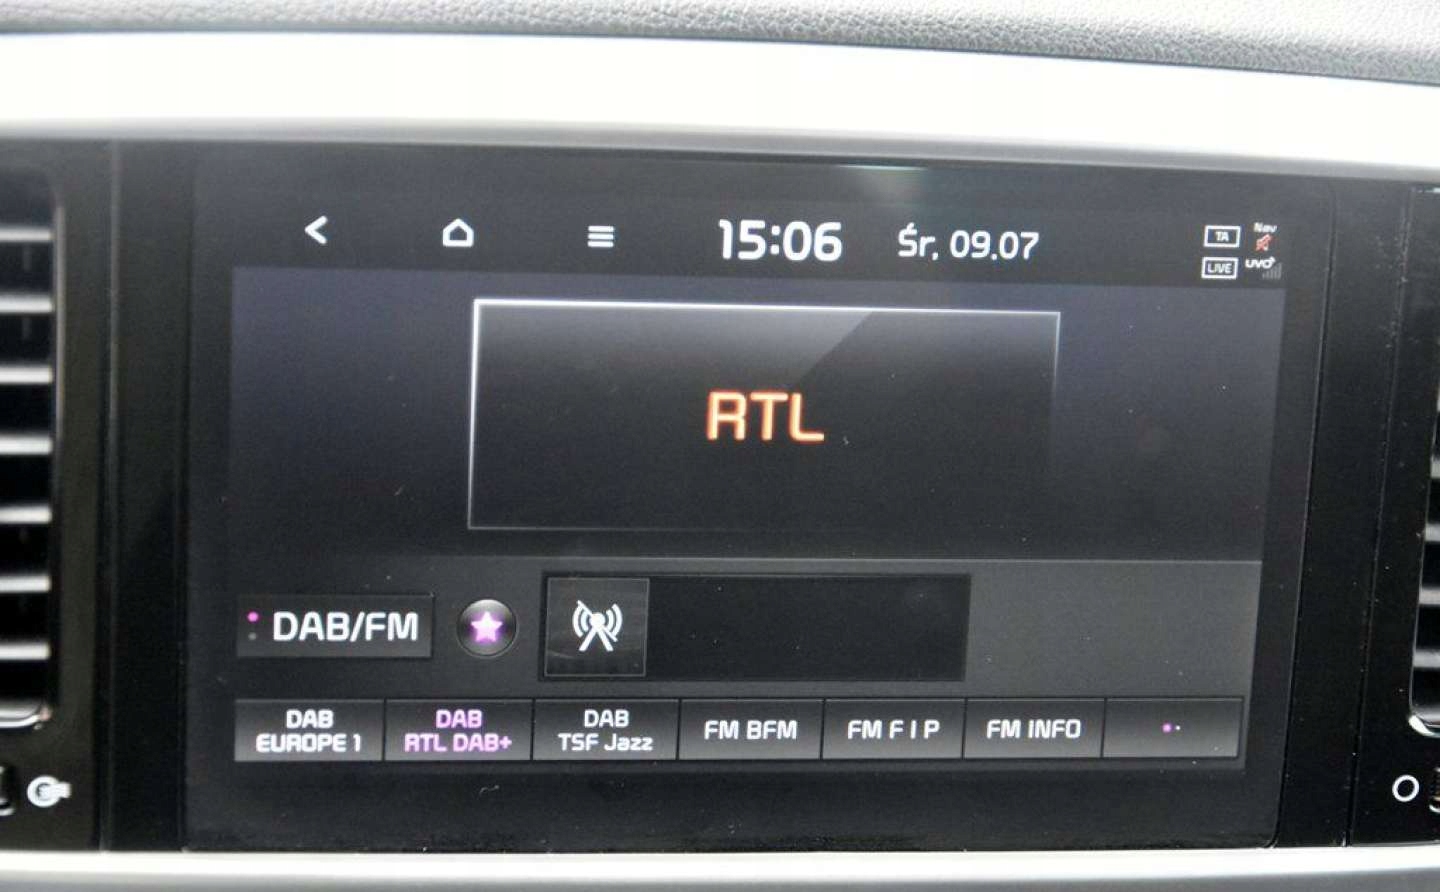 15:06 Śr, 09.07
TA Nav
LIVE UVO
RTL
DAB/FM
DAB
EUROPE 1
DAB
RTL DAB+
DAB
TSF Jazz
FM BFM
FM F I P
FM INFO